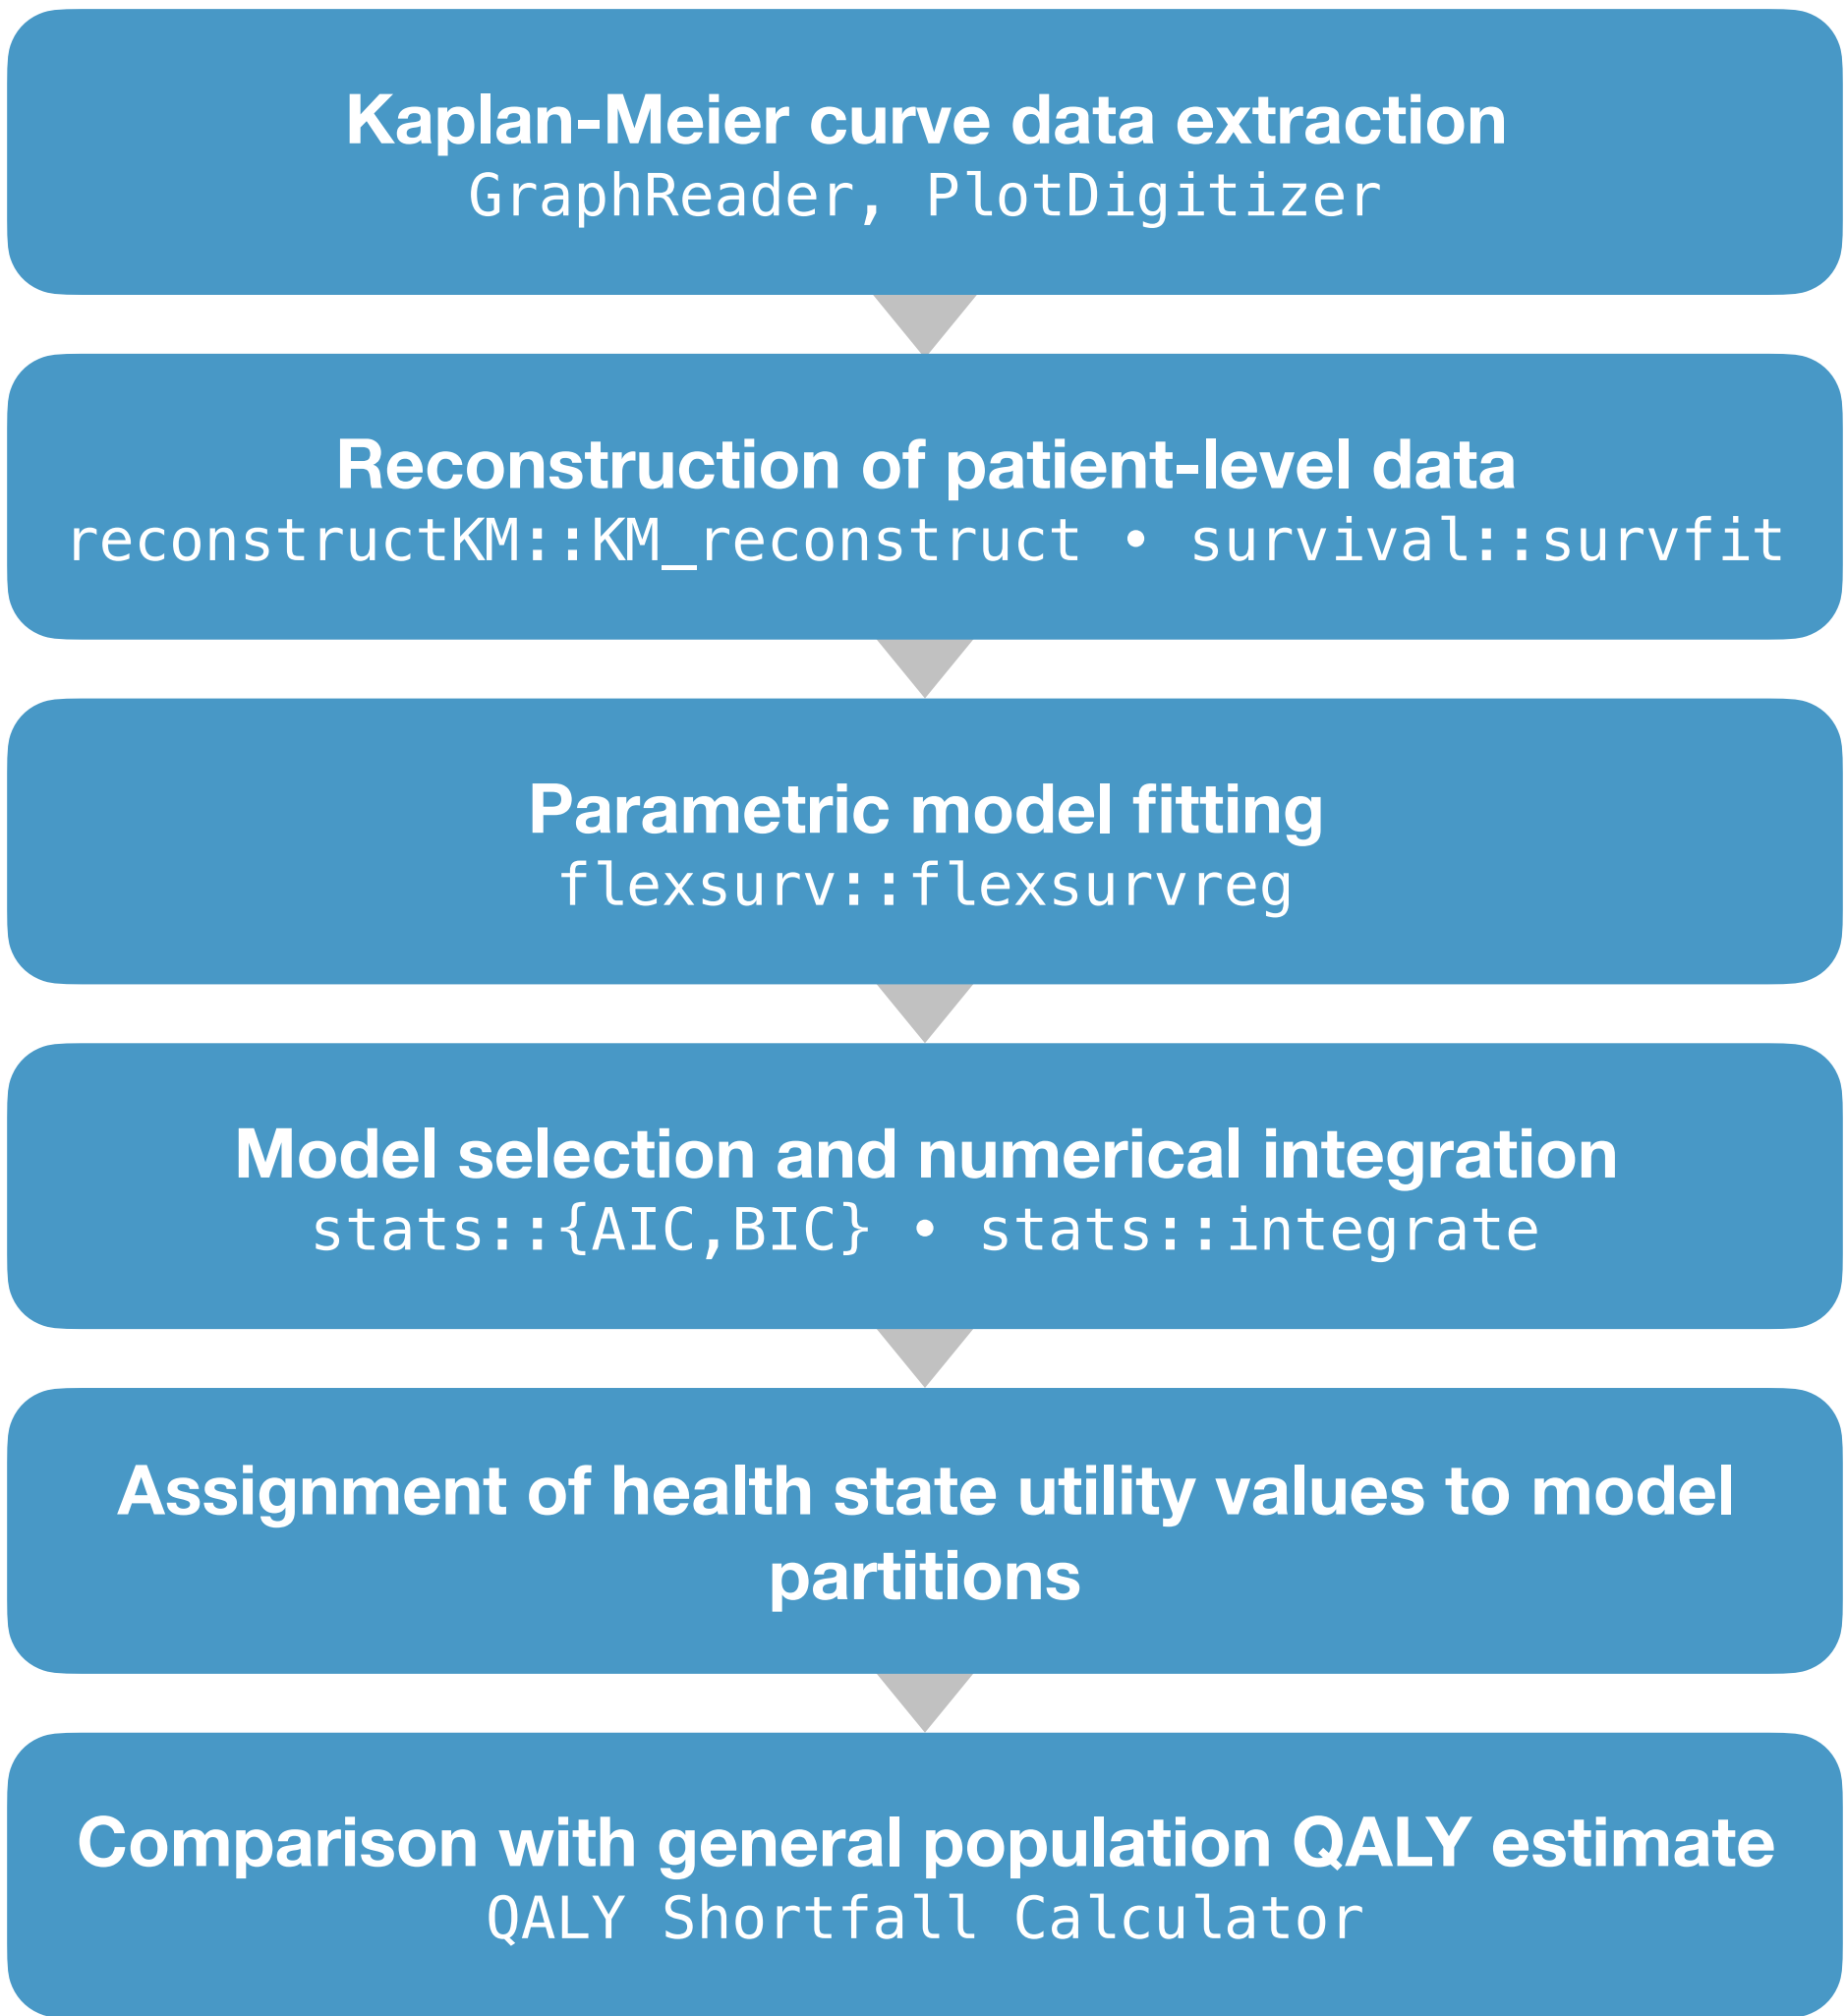 Kaplan-Meier curve data extraction
GraphReader, PlotDigitizer
Reconstruction of patient-level data
reconstructKM::KM_reconstruct • survival::survfit
Parametric model fitting
flexsurv::flexsurvreg
Model selection and numerical integration
stats::{AIC,BIC} • stats::integrate
Assignment of health state utility values to model
partitions
Comparison with general population QALY estimate
QALY Shortfall Calculator